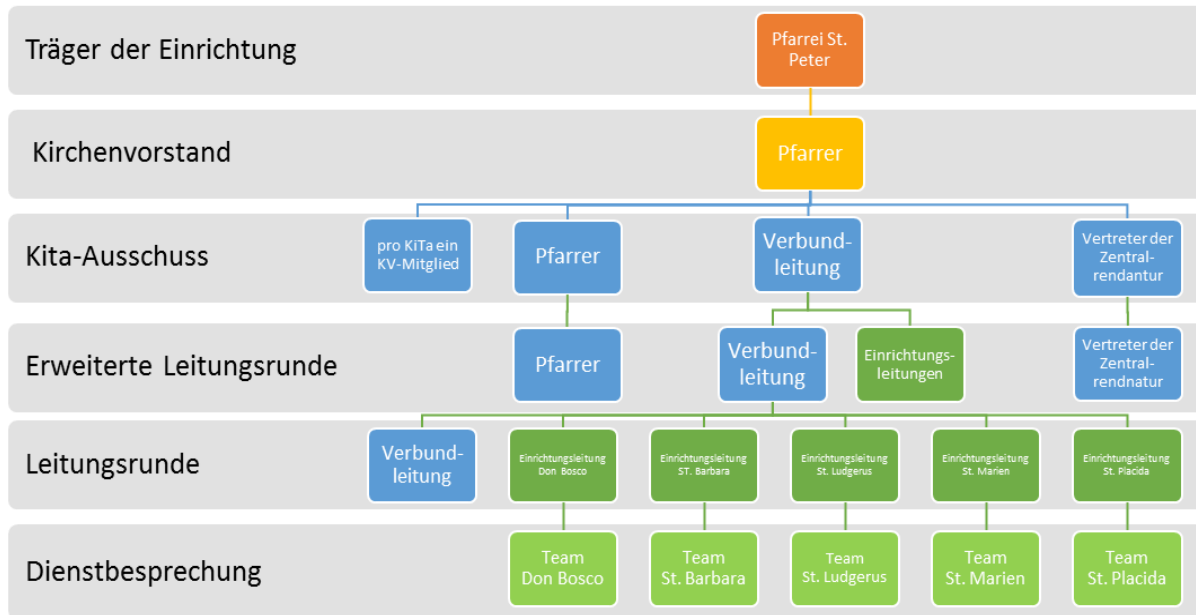 Träger der Einrichtung
Pfarrei St.
Peter
Kirchenvorstand
Pfarrer
Kita-Ausschuss
pro KiTa ein
KV-Mitglied
Pfarrer
Verbund-
leitung
Vertreter der
Zentral-
rendantur
Erweiterte Leitungsrunde
Pfarrer
Verbund-
leitung
Einrichtungs-
leitungen
Vertreter der
Zentral-
rendnatur
Leitungsrunde
Verbund-
leitung
Einrichtungsleitung
Don Bosco
Einrichtungsleitung
ST. Barbara
Einrichtungsleitung
St. Ludgerus
Einrichtungsleitung
St. Marien
Einrichtungsleitung
St. Placida
Dienstbesprechung
Team
Don Bosco
Team
St. Barbara
Team
St. Ludgerus
Team
St. Marien
Team
St. Placida